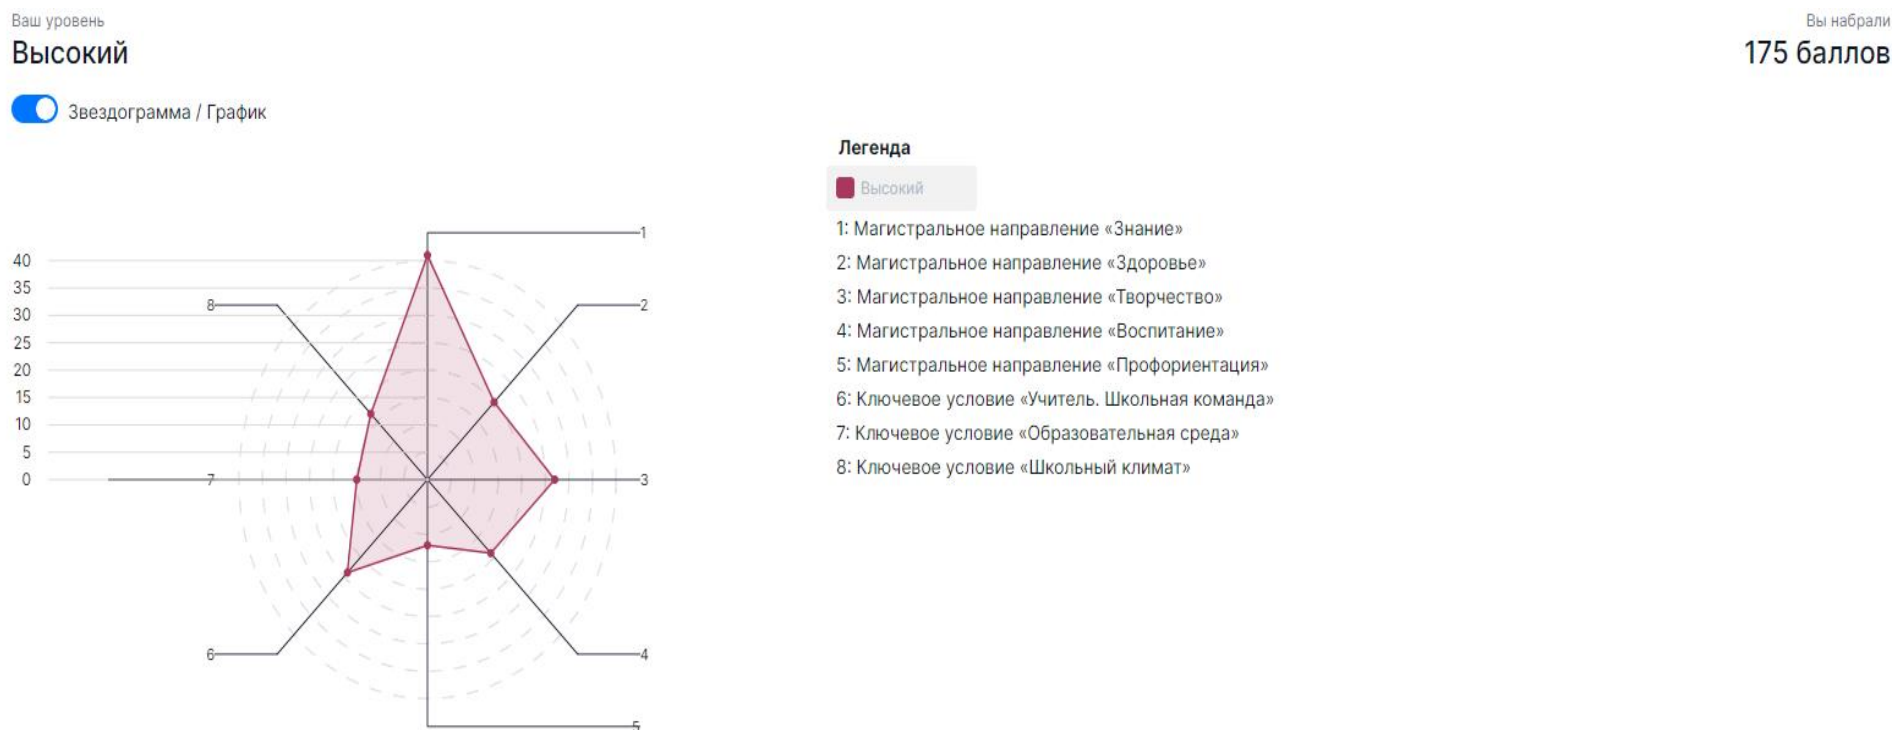 Ваш уровень
Высокий
Вы набрали
175 баллов
Звездограмма / График
40
35
30
25
20
15
10
5
0
1
2
3
4
5
6
7
8
Легенда
Высокий
1: Магистральное направление «Знание»
2: Магистральное направление «Здоровье»
3: Магистральное направление «Творчество»
4: Магистральное направление «Воспитание»
5: Магистральное направление «Профориентация»
6: Ключевое условие «Учитель. Школьная команда»
7: Ключевое условие «Образовательная среда»
8: Ключевое условие «Школьный климат»